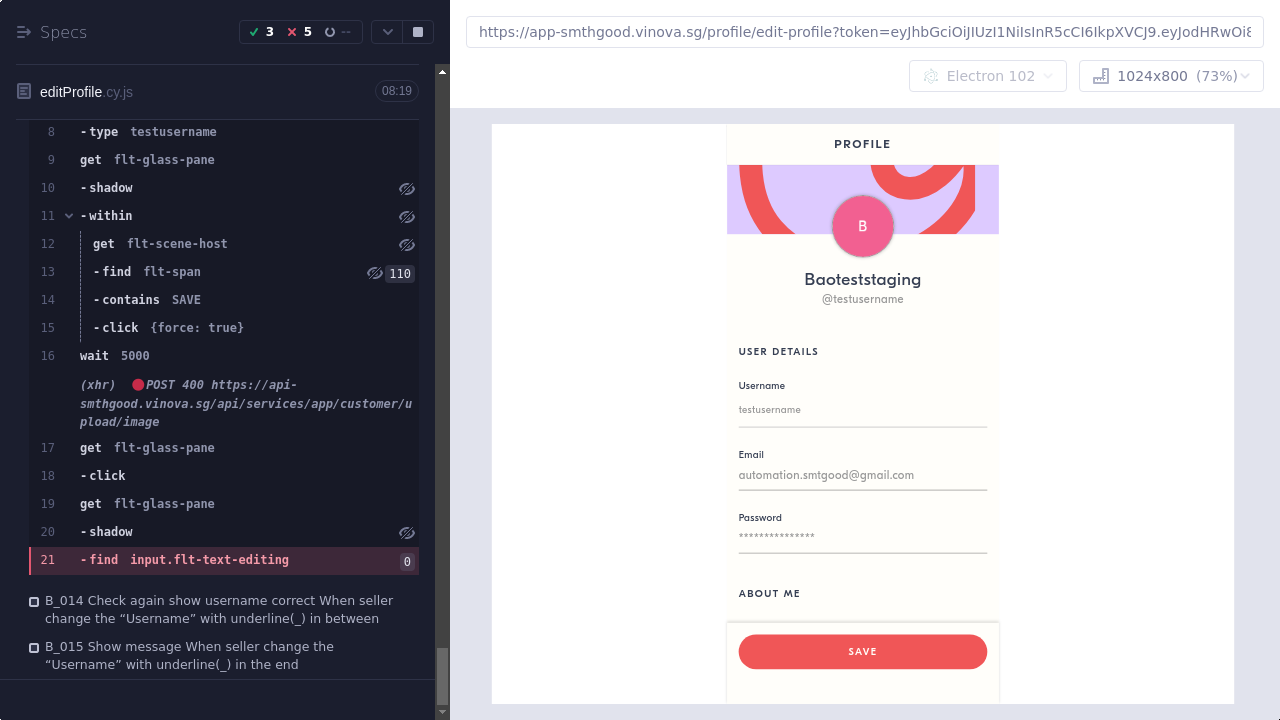 Specs
3
5
--
https://app-smthgood.vinova.sg/profile/edit-profile?token=eyJhbGciOiJIUzI1NiIsInR5cCI6IkpXVCJ9.eyJodHRwOi8
Electron 102
1024x800 (73%)
editProfile.cy.js
08:19
8 -type testusername
9 get flt-glass-pane
10 -shadow
11 -within
12 get flt-scene-host
13 -find flt-span 110
14 -contains SAVE
15 -click {force: true}
16 wait 5000
(xhr) POST 400 https://api-
smthgood.vinova.sg/api/services/app/customer/u
pload/image
17 get flt-glass-pane
18 -click
19 get flt-glass-pane
20 -shadow
21 -find input.flt-text-editing 0
B_014 Check again show username correct When seller
change the “Username” with underline(_) in between
B_015 Show message When seller change the
“Username” with underline(_) in the end
PROFILE
B
Baoteststaging
@testusername
USER DETAILS
Username
testusername
Email
automation.smtgood@gmail.com
Password
***************
ABOUT ME
SAVE